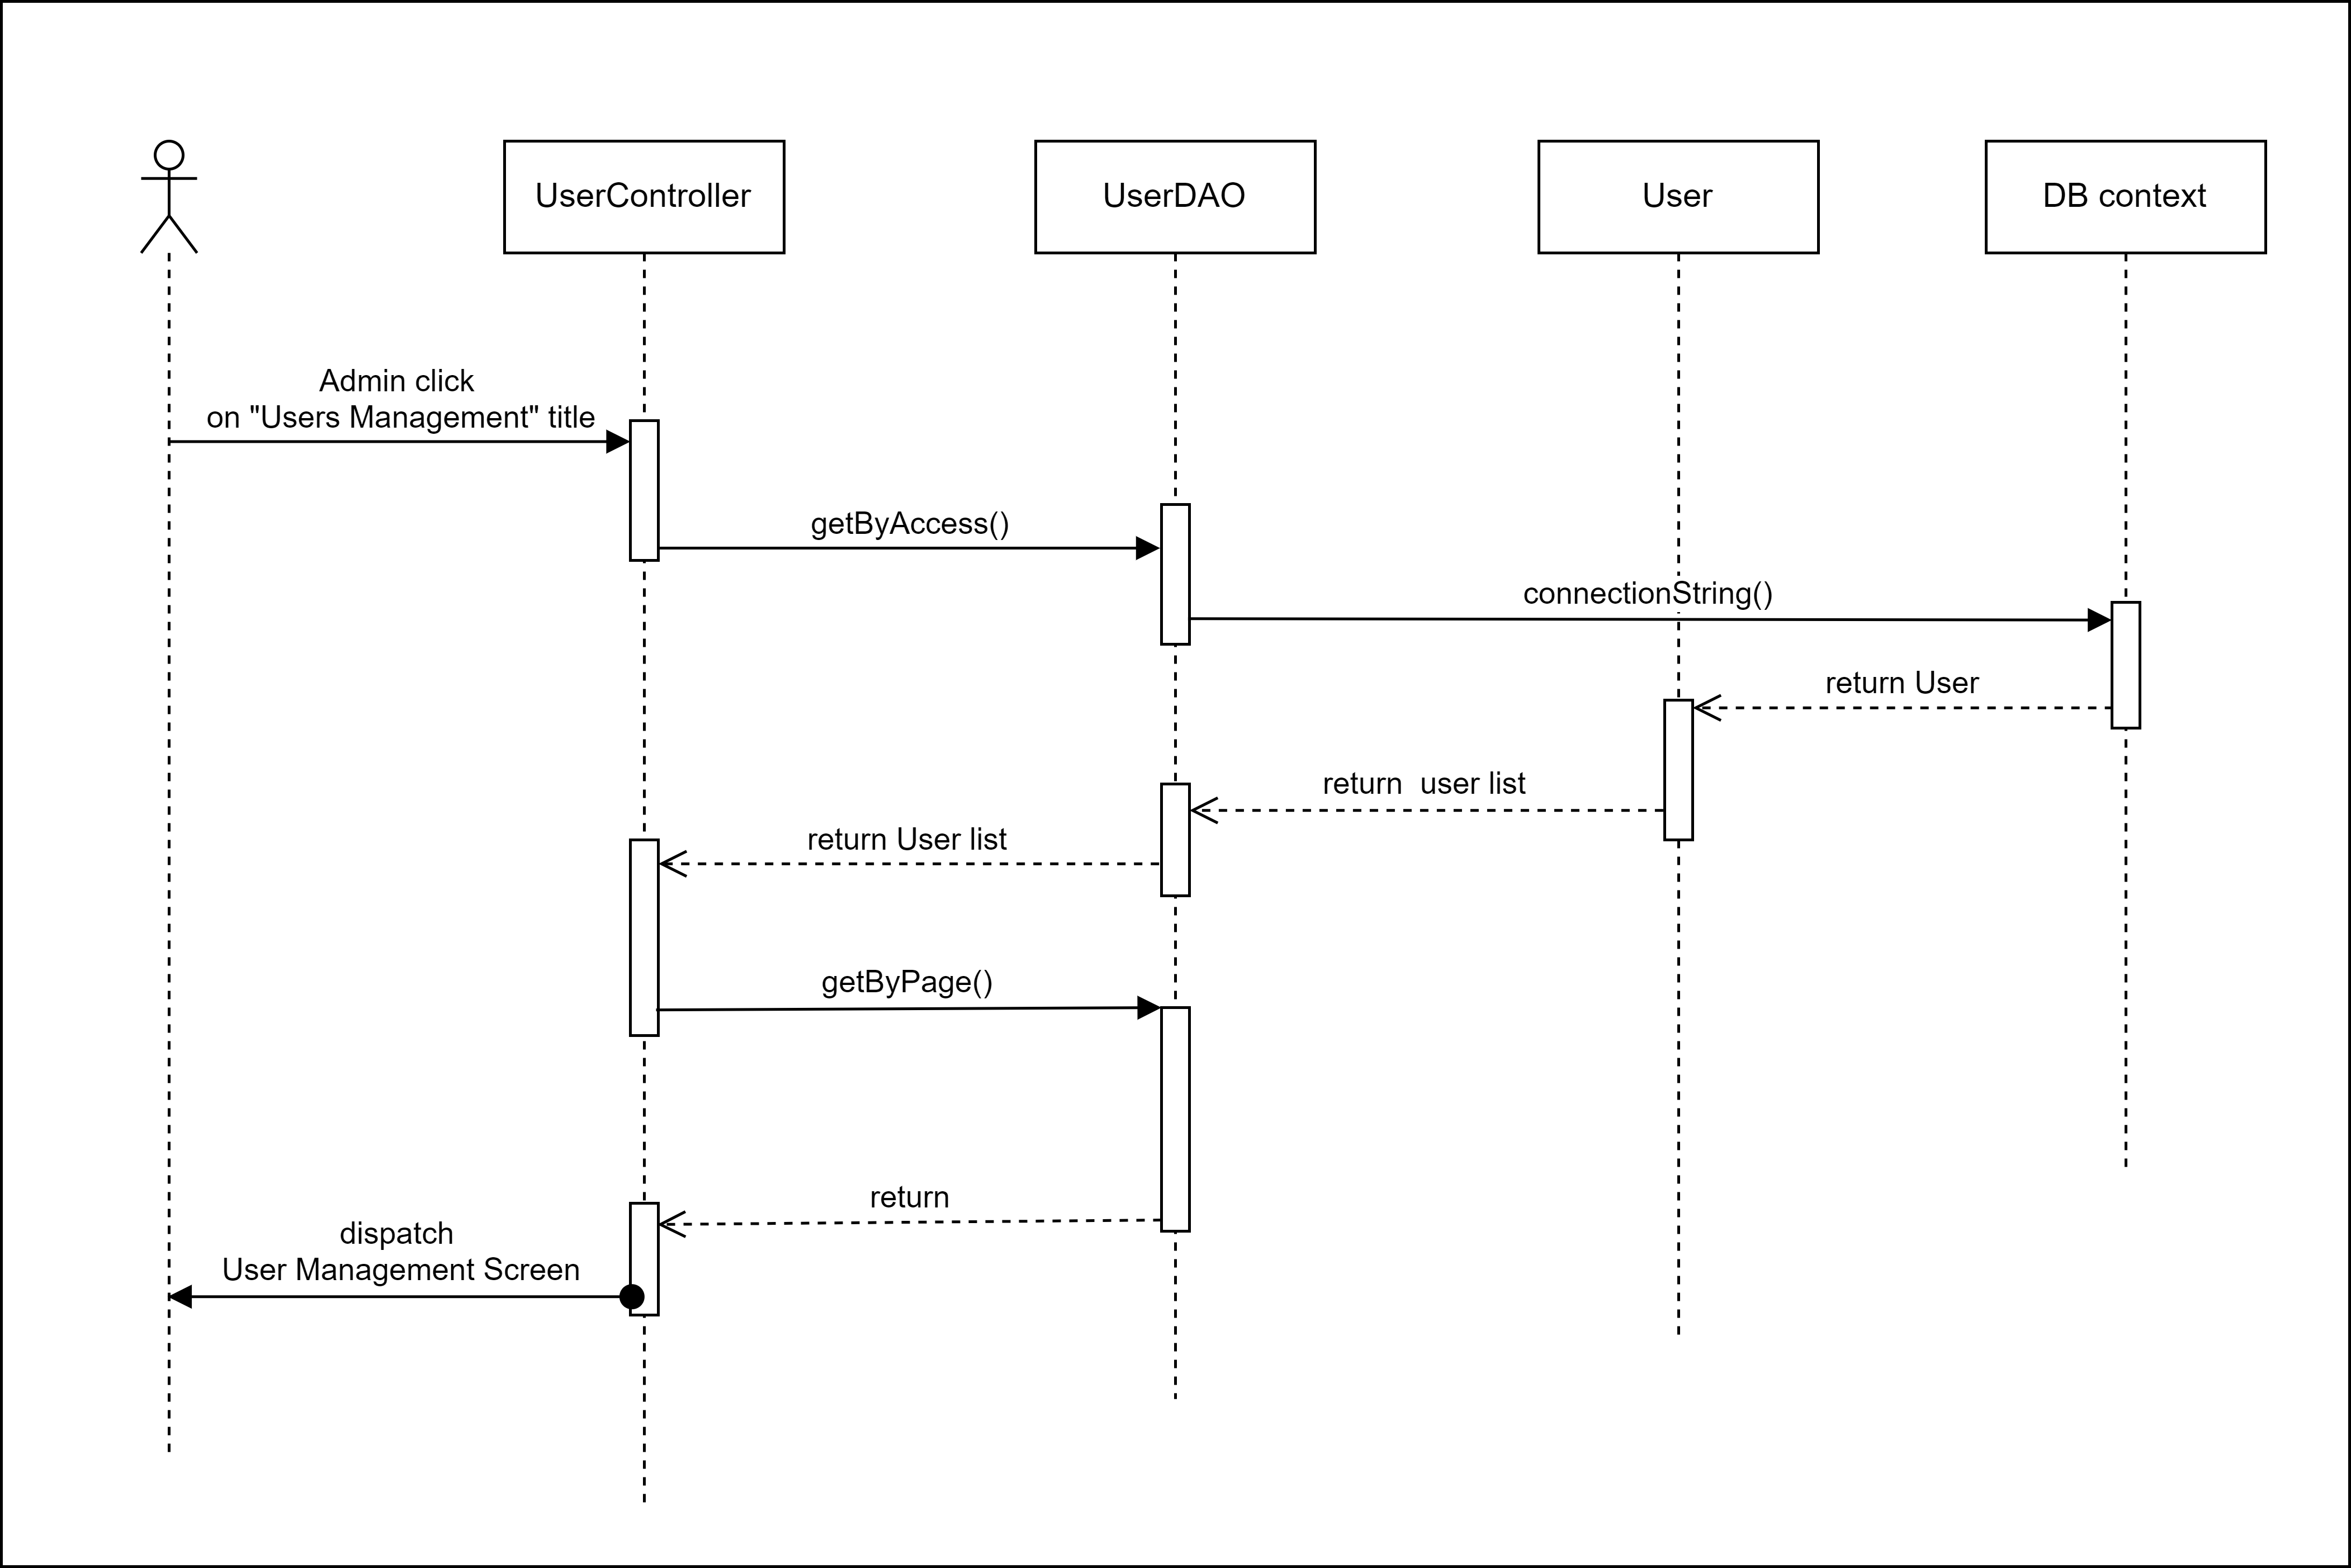 UserController
UserDAO
User
DB context
Admin click
on "Users Management" title
getByAccess()
connectionString()
return User
return  user list
return User list
getByPage()
return
dispatch
User Management Screen